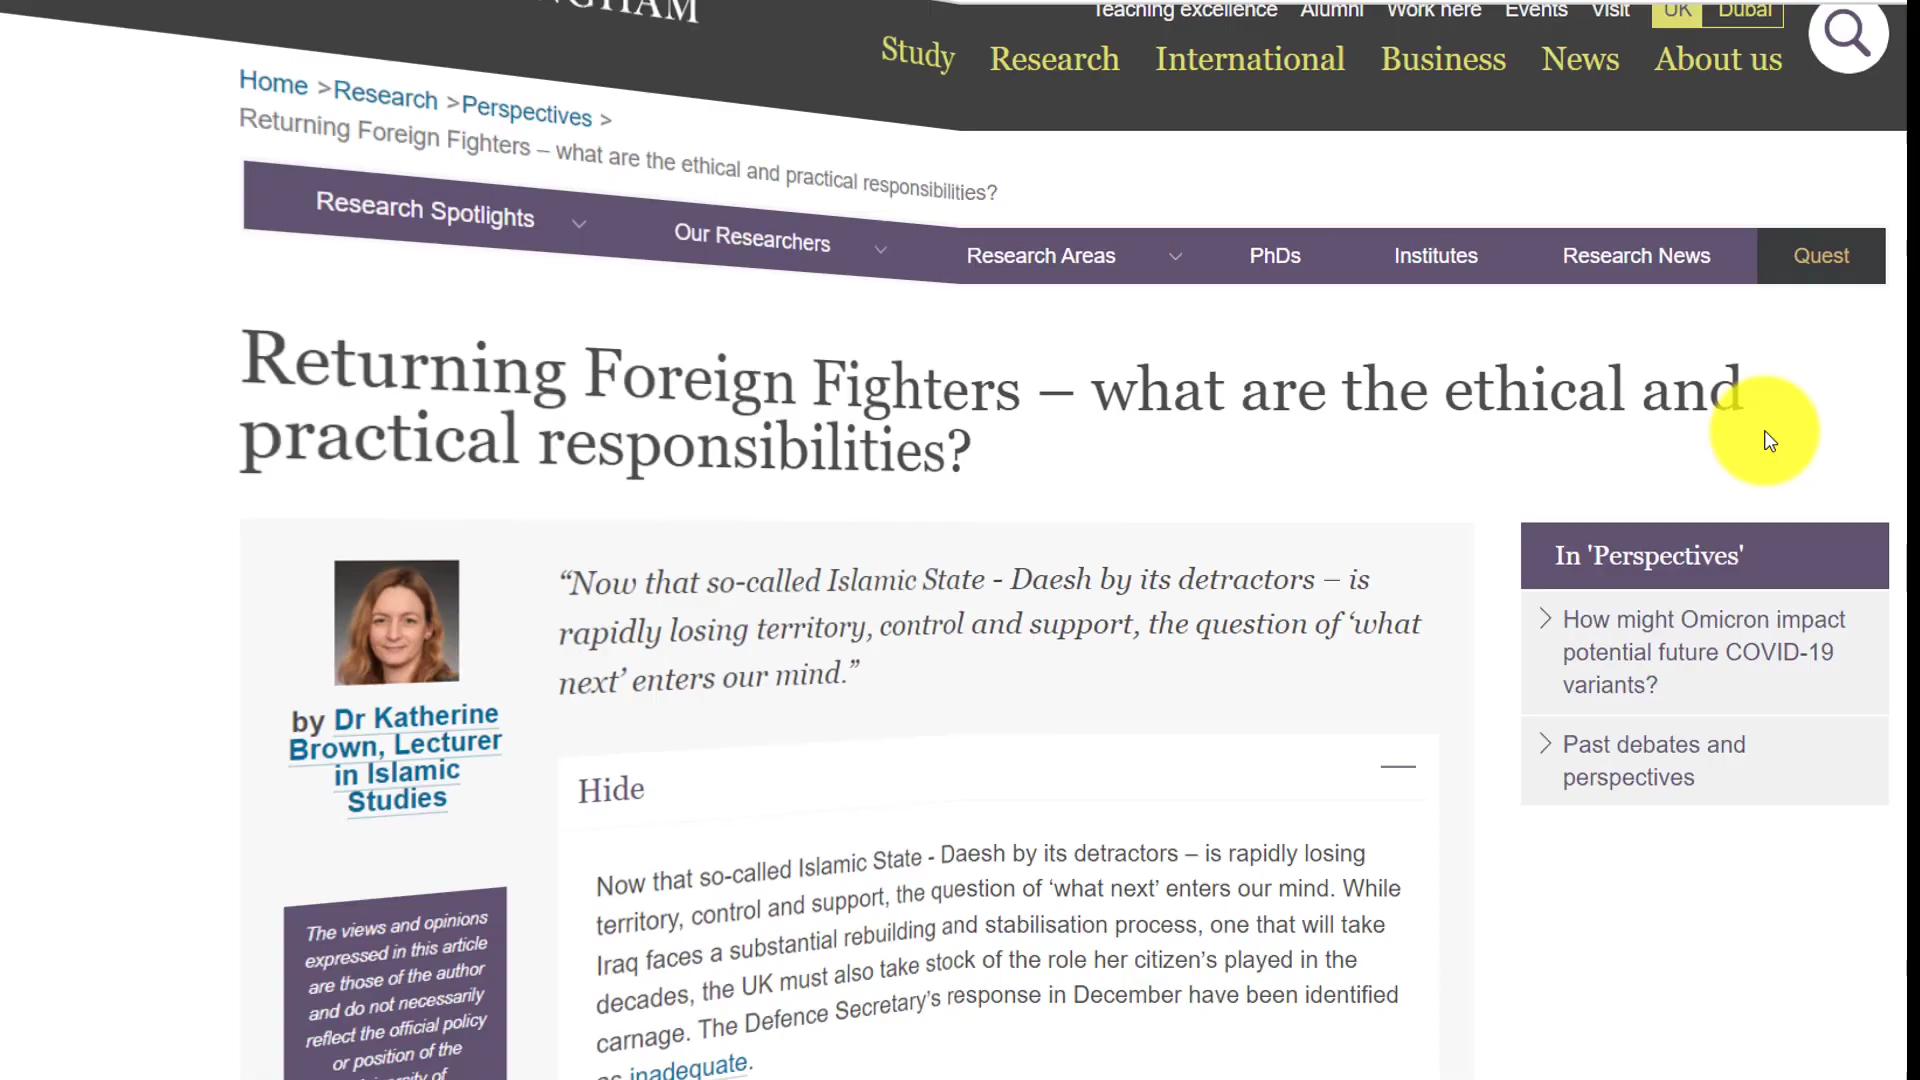 Teaching excellence Alumni Work here Events Visit UK Dubai
Study Research International Business News About us
Home > Research > Perspectives >
Returning Foreign Fighters – what are the ethical and practical responsibilities?
Research Spotlights Our Researchers Research Areas PhDs Institutes Research News Quest
Returning Foreign Fighters – what are the ethical and
practical responsibilities?
by Dr Katherine
Brown, Lecturer
in Islamic
Studies
The views and opinions
expressed in this article
are those of the author
and do not necessarily
reflect the official policy
or position of the
“Now that so-called Islamic State - Daesh by its detractors – is
rapidly losing territory, control and support, the question of ‘what
next’ enters our mind.”
Hide
Now that so-called Islamic State - Daesh by its detractors – is rapidly losing
territory, control and support, the question of ‘what next’ enters our mind. While
Iraq faces a substantial rebuilding and stabilisation process, one that will take
decades, the UK must also take stock of the role her citizen’s played in the
carnage. The Defence Secretary’s response in December have been identified
as inadequate.
In 'Perspectives'
How might Omicron impact
potential future COVID-19
variants?
Past debates and
perspectives